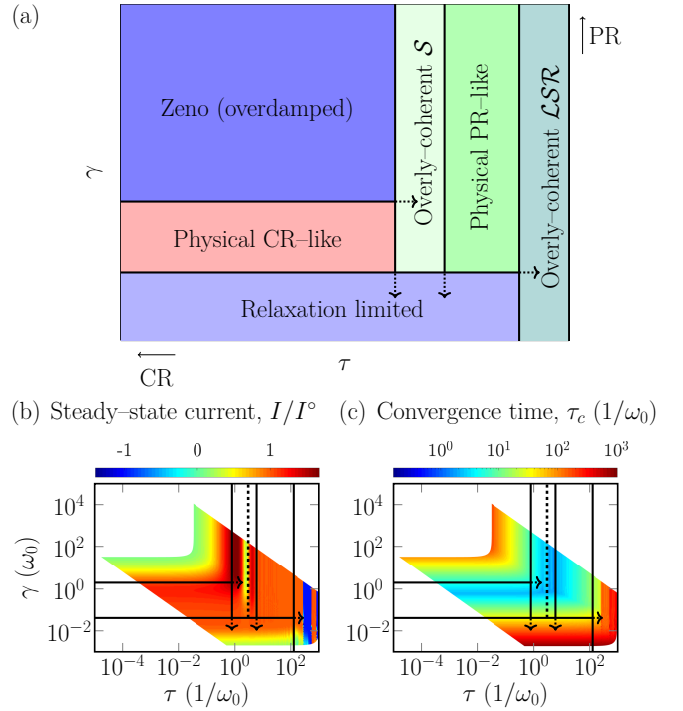 (a)
PR
Zeno (overdamped)
Overly–coherent 𝒮
Physical PR–like
Overly–coherent ℒ𝒮ℛ
γ
Physical CR–like
Relaxation limited
CR
τ
(b) Steady–state current, I/I°
(c) Convergence time, τc (1/ω0)
-1 0 1
10^0 10^1 10^2 10^3
γ (ω0)
10^4
10^2
10^0
10^−2
10^−4 10^−2 10^0 10^2
τ (1/ω0)
10^4
10^2
10^0
10^−2
10^−4 10^−2 10^0 10^2
τ (1/ω0)